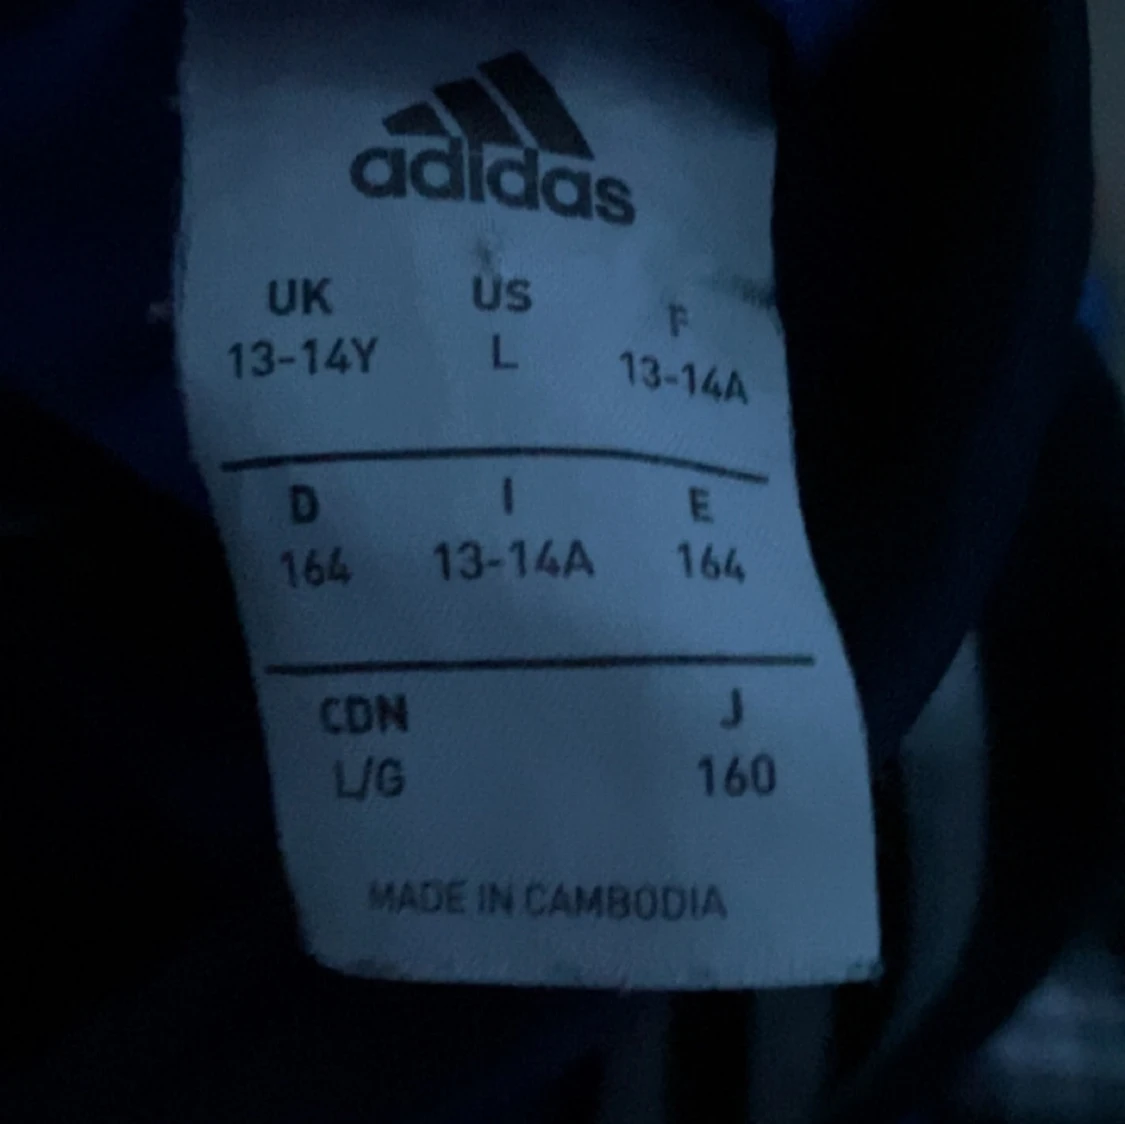 adidas
UK US F
13-14Y L 13-14A
D I E
164 13-14A 164
CDN J
L/G 160
MADE IN CAMBODIA